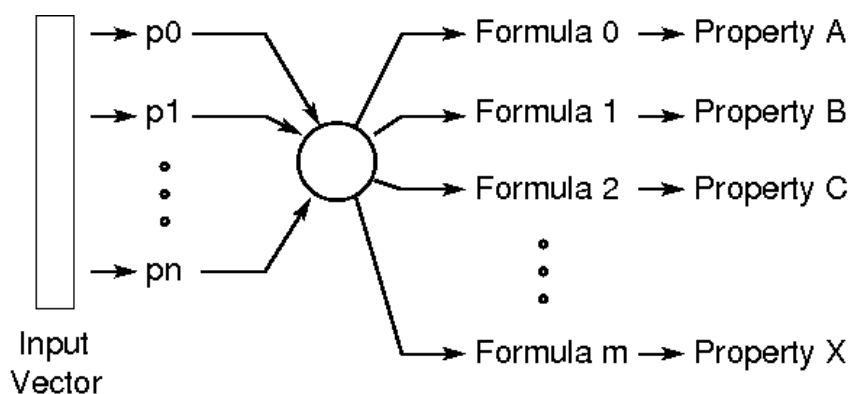 p0 Formula 0 Property A
p1 Formula 1 Property B
Formula 2 Property C
pn
Formula m Property X
Input
Vector